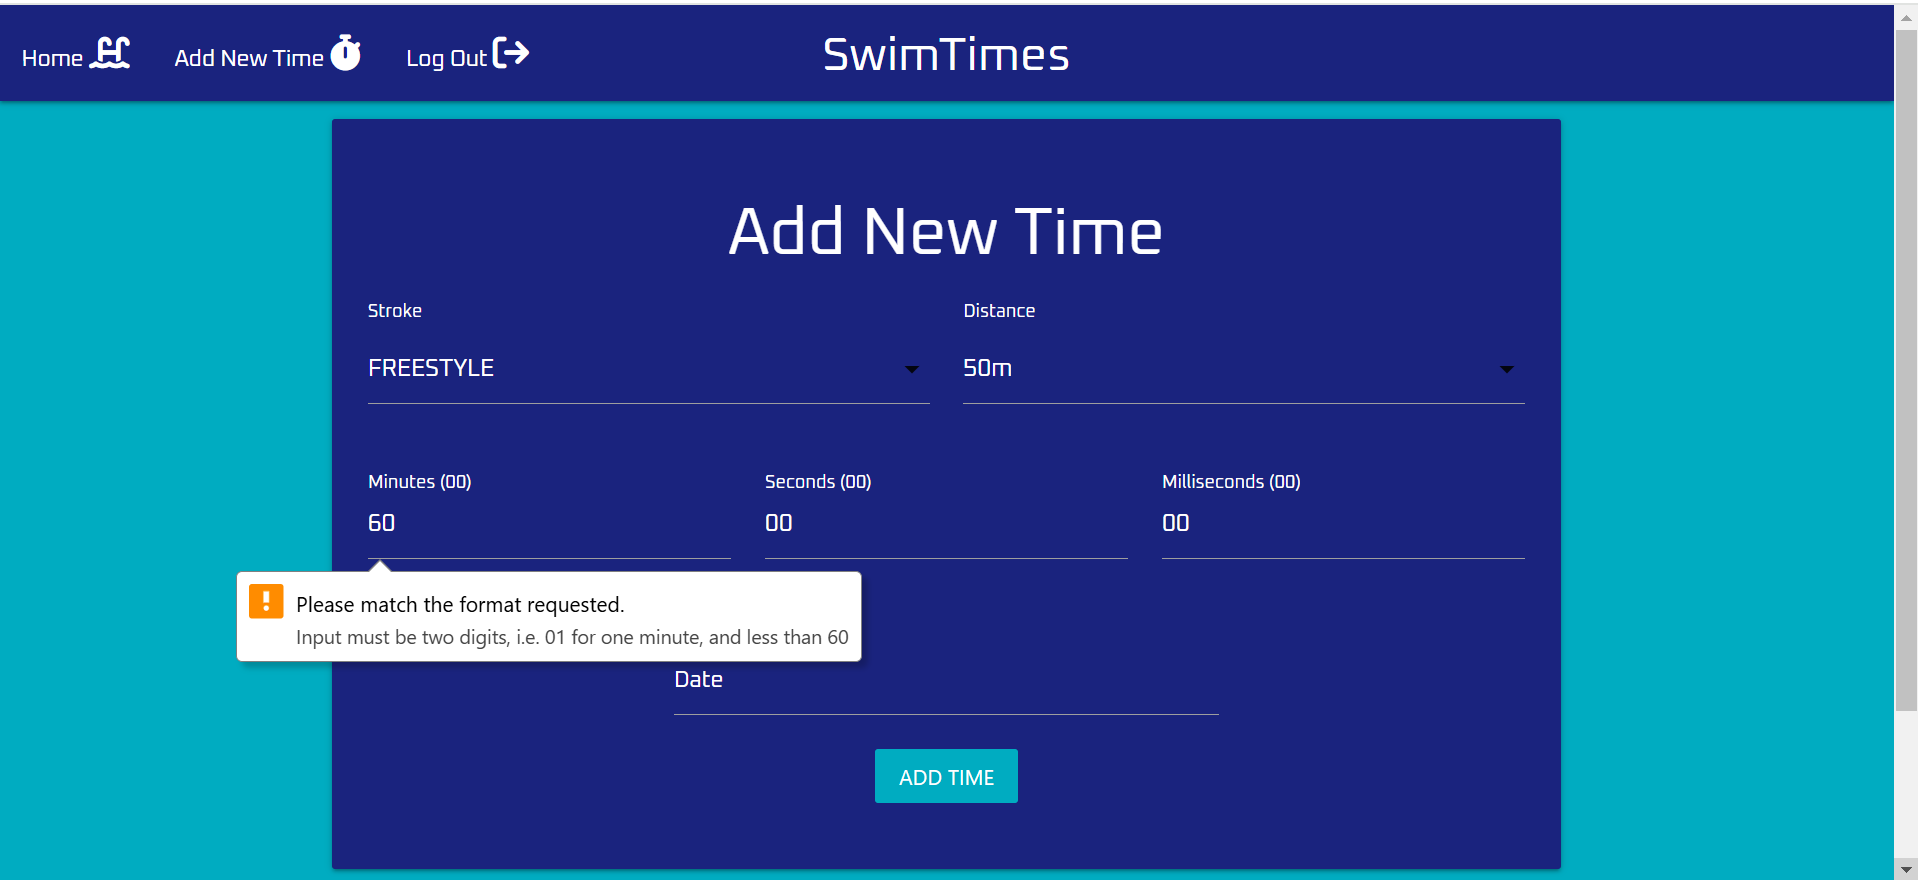 Home
Add New Time
Log Out
SwimTimes
Add New Time
Stroke
Distance
FREESTYLE
50m
Minutes (00)
Seconds (00)
Milliseconds (00)
60
00
00
Please match the format requested.
Input must be two digits, i.e. 01 for one minute, and less than 60
Date
ADD TIME